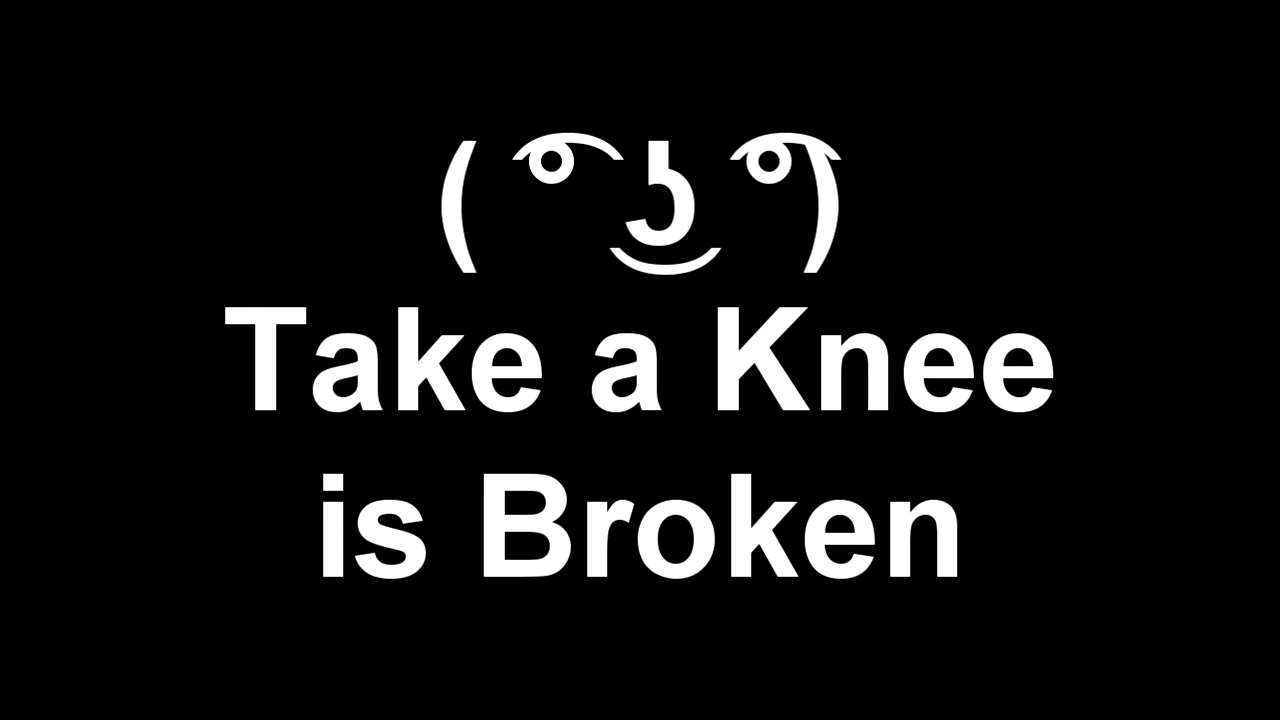 ( ͡° ͜ʖ ͡°)
Take a Knee
is Broken